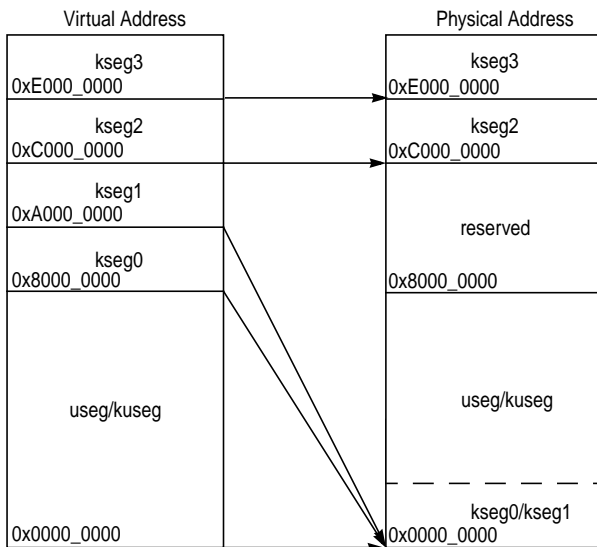 Virtual Address
kseg3
0xE000_0000
kseg2
0xC000_0000
kseg1
0xA000_0000
kseg0
0x8000_0000
useg/kuseg
0x0000_0000
Physical Address
kseg3
0xE000_0000
kseg2
0xC000_0000
reserved
0x8000_0000
useg/kuseg
kseg0/kseg1
0x0000_0000